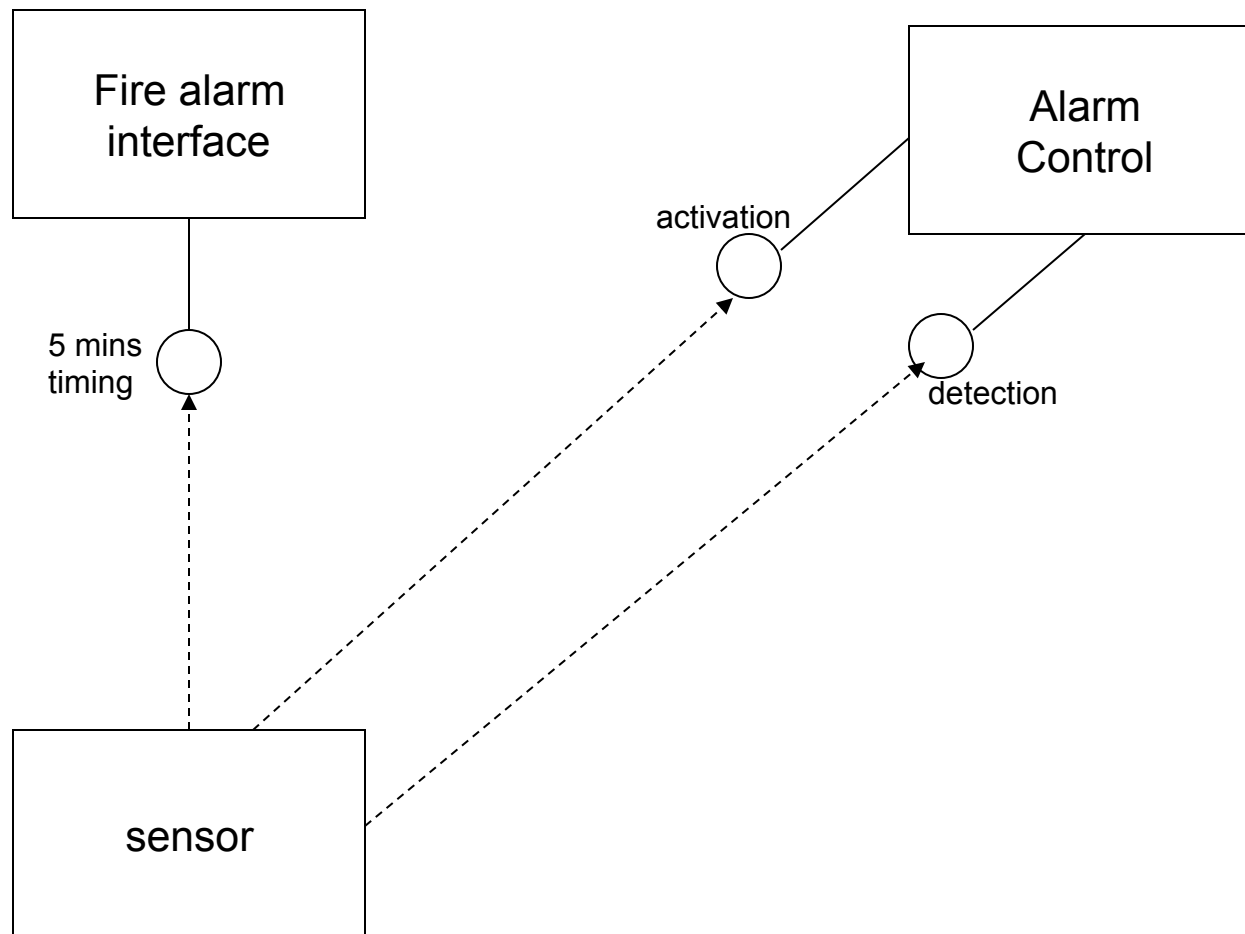 Fire alarm
interface
Alarm
Control
activation
5 mins
timing
detection
sensor